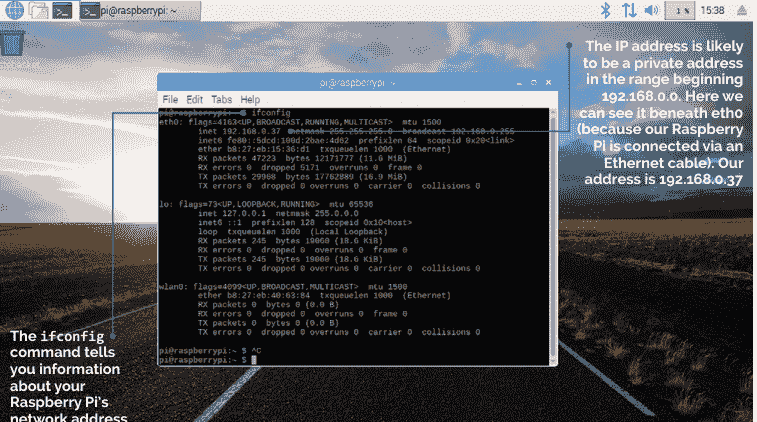 pi@raspberrypi: ~
1 %
15:38
The IP address is likely
to be a private address
in the range beginning
192.168.0.0. Here we
can see it beneath eth0
(because our Raspberry
Pi is connected via an
Ethernet cable). Our
address is 192.168.0.37
pi@raspberrypi: ~
File Edit Tabs Help
pi@raspberrypi:~ $ ifconfig
eth0: flags=4163<UP,BROADCAST,RUNNING,MULTICAST> mtu 1500
inet 192.168.0.37 netmask 255.255.255.0 broadcast 192.168.0.255
inet6 fe80::5dcd:100d:2bae:4d62 prefixlen 64 scopeid 0x20<link>
ether b8:27:eb:15:36:d1 txqueuelen 1000 (Ethernet)
RX packets 47223 bytes 12171777 (11.6 MiB)
RX errors 0 dropped 5171 overruns 0 frame 0
TX packets 29968 bytes 17762889 (16.9 MiB)
TX errors 0 dropped 0 overruns 0 carrier 0 collisions 0
lo: flags=73<UP,LOOPBACK,RUNNING> mtu 65536
inet 127.0.0.1 netmask 255.0.0.0
inet6 ::1 prefixlen 128 scopeid 0x10<host>
loop txqueuelen 1000 (Local Loopback)
RX packets 245 bytes 19060 (18.6 KiB)
RX errors 0 dropped 0 overruns 0 frame 0
TX packets 245 bytes 19060 (18.6 KiB)
TX errors 0 dropped 0 overruns 0 carrier 0 collisions 0
wlan0: flags=4099<UP,BROADCAST,MULTICAST> mtu 1500
ether b8:27:eb:40:63:84 txqueuelen 1000 (Ethernet)
RX packets 0 bytes 0 (0.0 B)
RX errors 0 dropped 0 overruns 0 frame 0
TX packets 0 bytes 0 (0.0 B)
TX errors 0 dropped 0 overruns 0 carrier 0 collisions 0
pi@raspberrypi:~ $ ^C
pi@raspberrypi:~ $
The ifconfig
command tells
you information
about your
Raspberry Pi's
network address